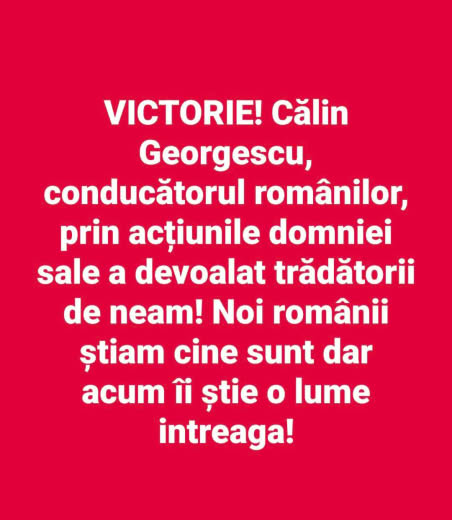 VICTORIE! Călin
Georgescu,
conducătorul românilor,
prin acțiunile domniei
sale a devoalat trădătorii
de neam! Noi românii
știam cine sunt dar
acum îi știe o lume
intreaga!